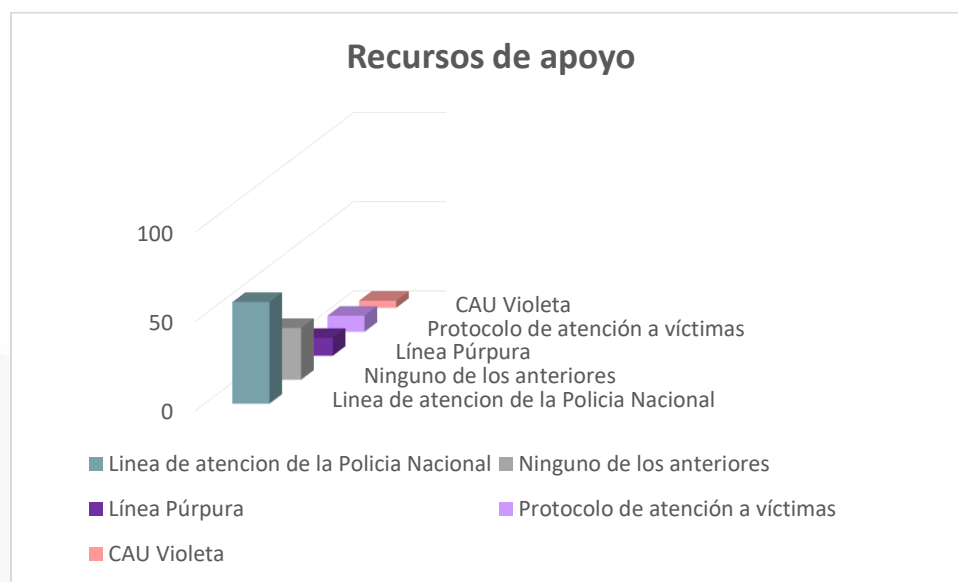 Recursos de apoyo
100
50
0
CAU Violeta
Protocolo de atención a víctimas
Línea Púrpura
Ninguno de los anteriores
Linea de atencion de la Policia Nacional
Linea de atencion de la Policia Nacional Ninguno de los anteriores
Línea Púrpura Protocolo de atención a víctimas
CAU Violeta